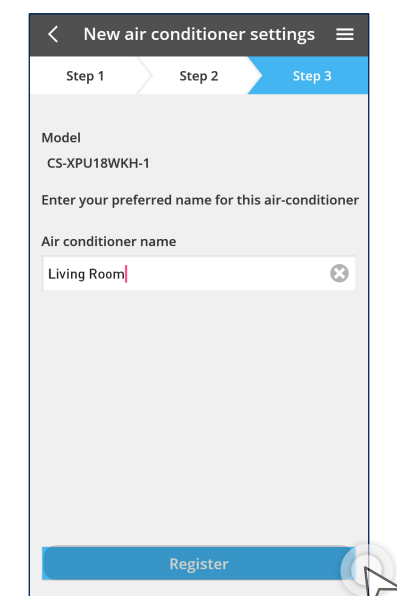 New air conditioner settings
Step 1 Step 2 Step 3
Model
CS-XPU18WKH-1
Enter your preferred name for this air-conditioner
Air conditioner name
Living Room
Register